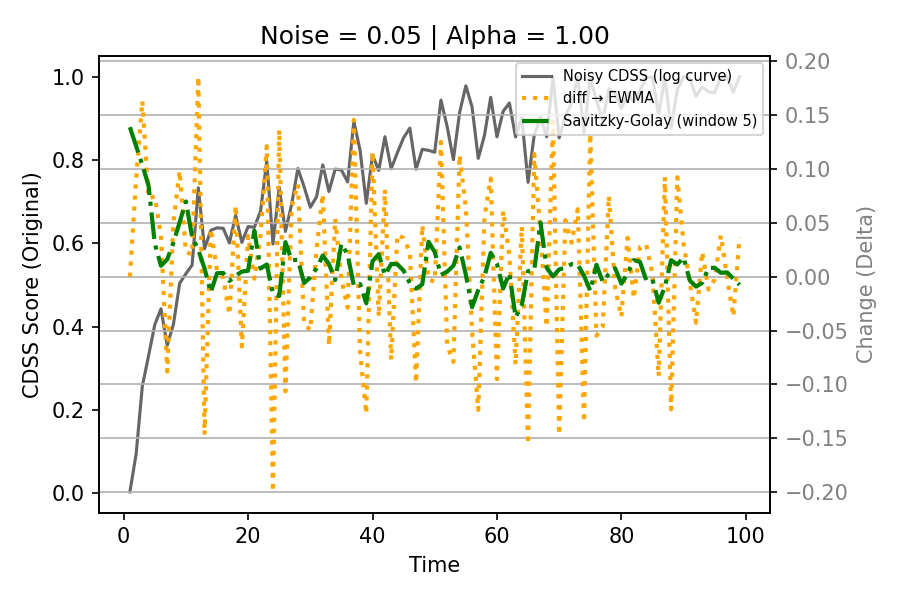 Noise = 0.05 | Alpha = 1.00
CDSS Score (Original)
1.0
0.8
0.6
0.4
0.2
0.0
Noisy CDSS (log curve)
diff → EWMA
Savitzky-Golay (window 5)
0.20
0.15
0.10
0.05
0.00
−0.05
−0.10
−0.15
−0.20
Change (Delta)
0 20 40 60 80 100
Time